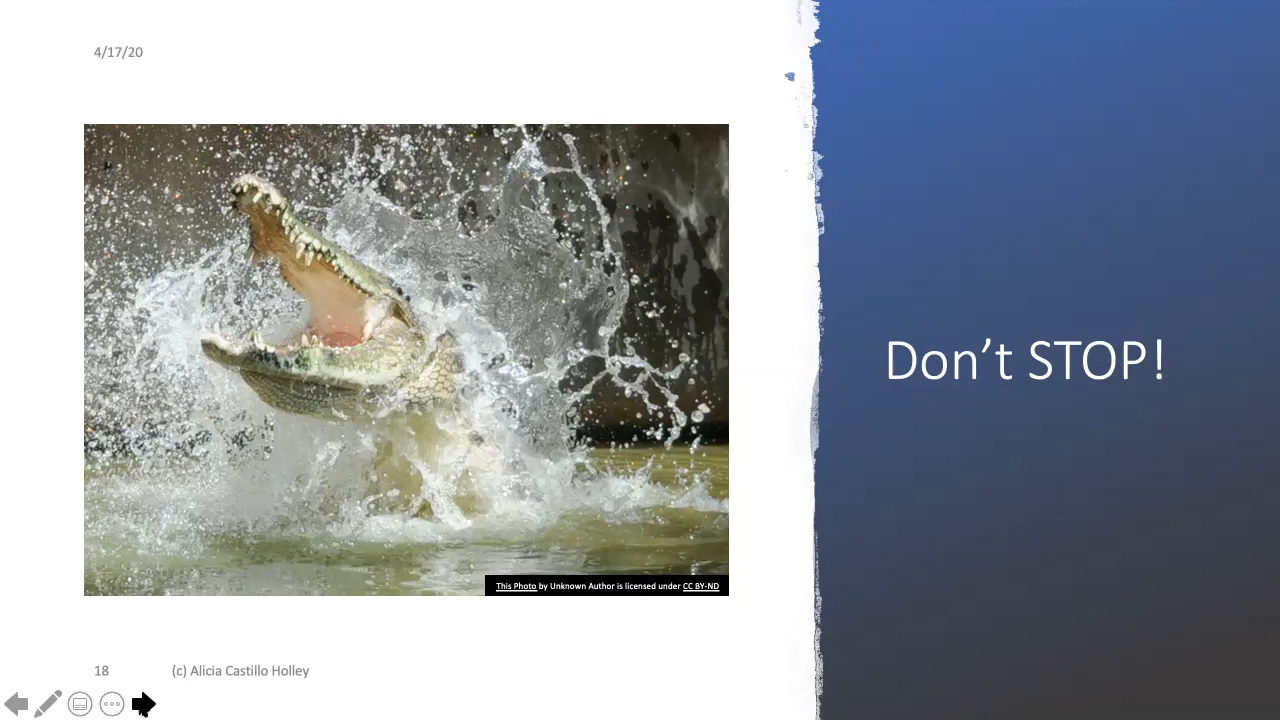 4/17/20
Don’t STOP!
This Photo by Unknown Author is licensed under CC BY-ND
18
(c) Alicia Castillo Holley